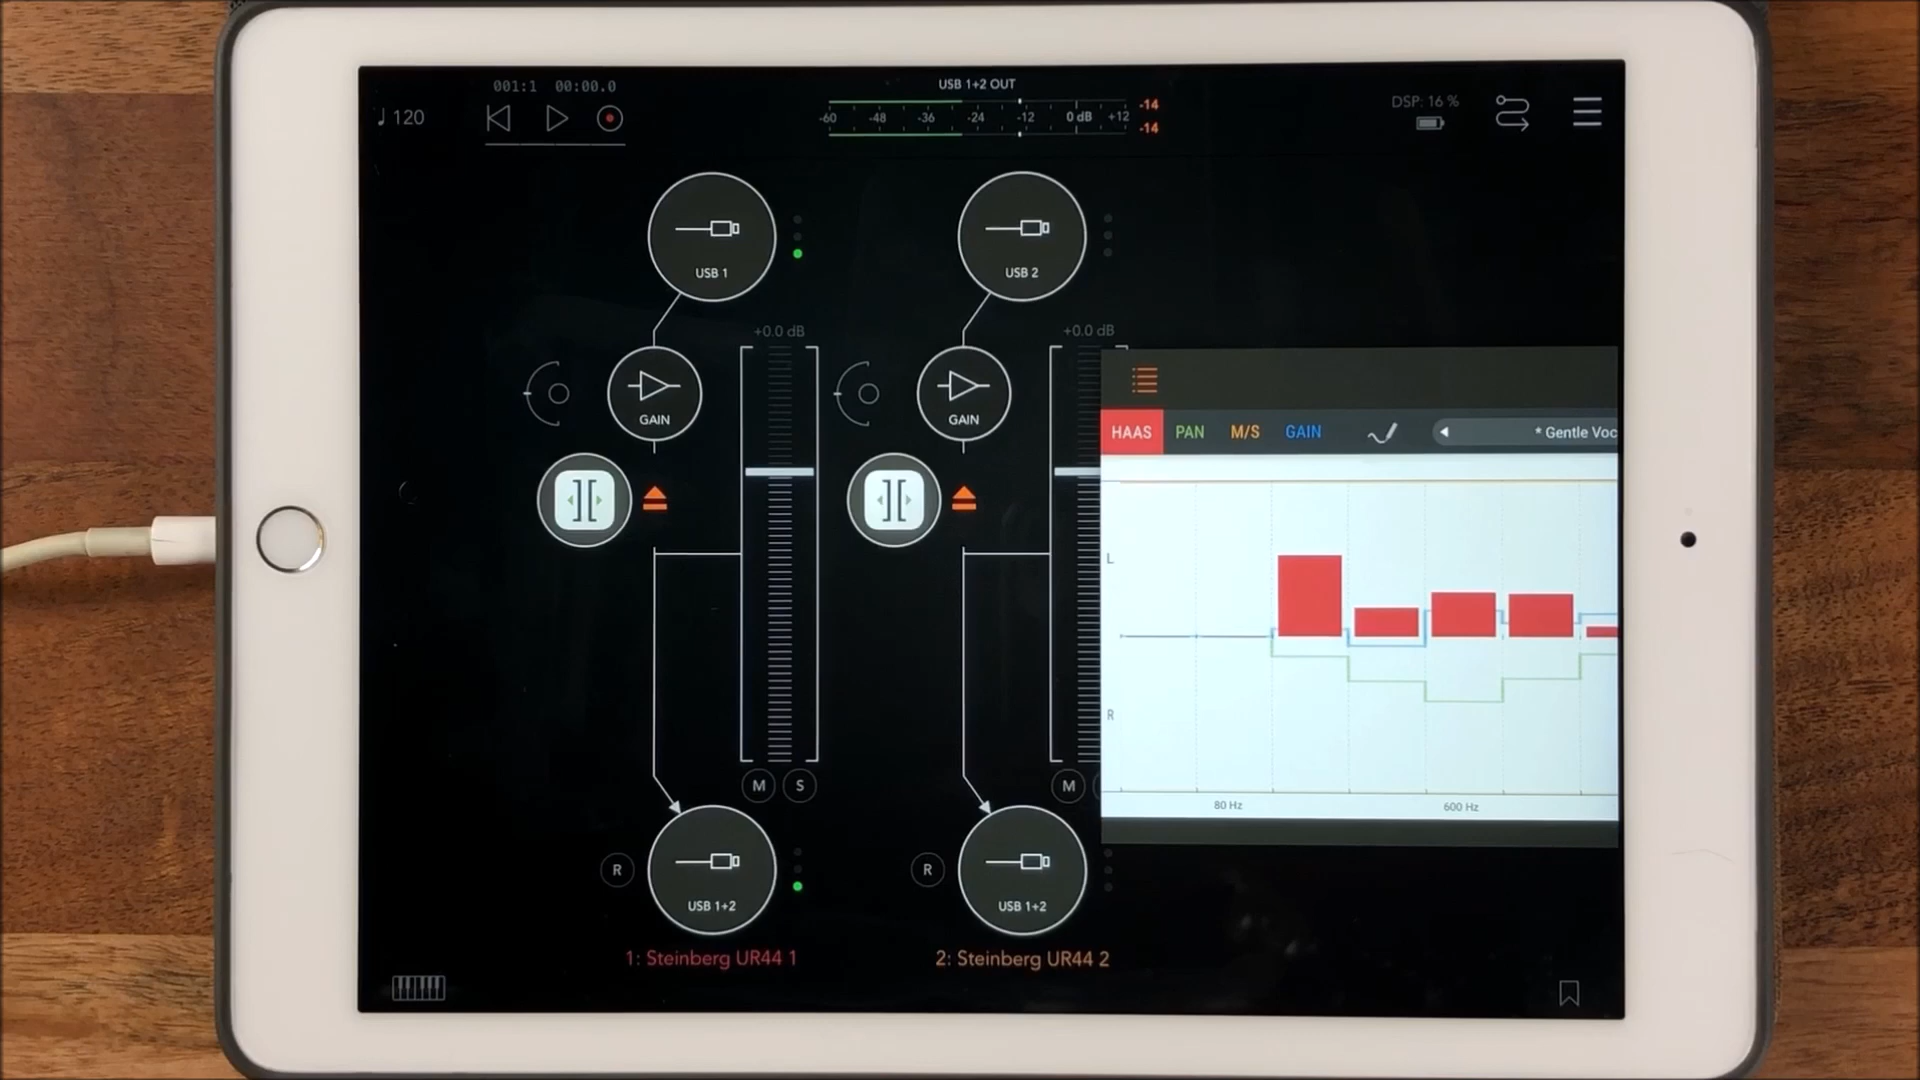 001:1 00:00.0
♩ 120
USB 1+2 OUT
-60 -48 -36 -24 -12 0 dB +12
-14
-14
DSP: 16 %
USB 1
USB 2
+0.0 dB
+0.0 dB
GAIN
GAIN
HAAS PAN M/S GAIN * Gentle Voc
L
R
80 Hz 600 Hz
M S
M
R USB 1+2
R USB 1+2
1: Steinberg UR44 1
2: Steinberg UR44 2